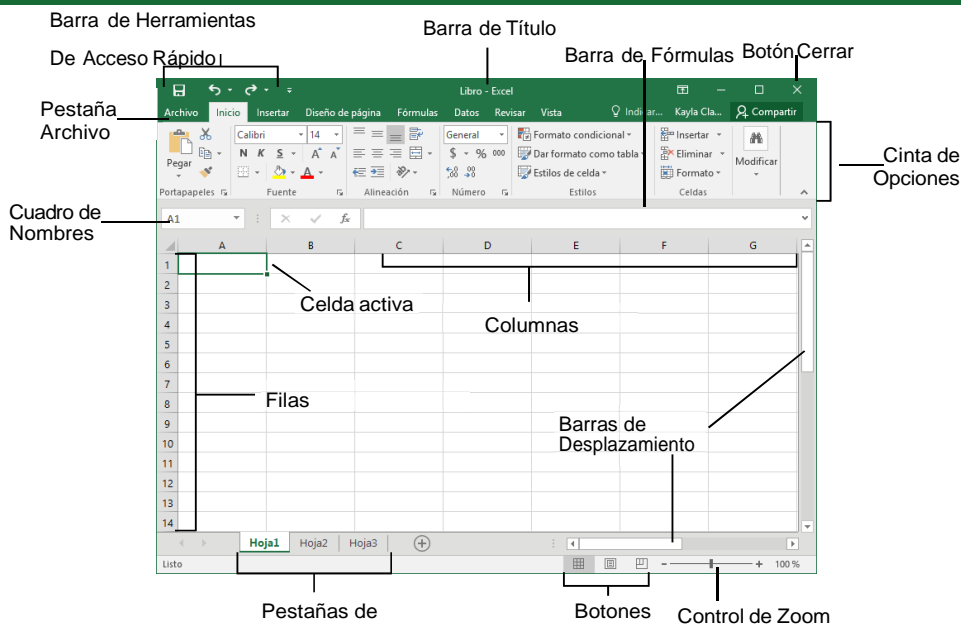 Barra de Herramientas
De Acceso Rápido
Barra de Título
Barra de Fórmulas
Botón Cerrar
Libro - Excel
Pestaña
Archivo
Archivo Inicio Insertar Diseño de página Fórmulas Datos Revisar Vista Indicar... Kayla Cla... Compartir
Calibri 14 General Formato condicional Insertar
Pegar N K S A A A $ % 000 Dar formato como tabla Eliminar Modificar
Estilos de celda Formato
Portapapeles Fuente Alineación Número Estilos Celdas
Cinta de
Opciones
Cuadro de
Nombres
A1 fx
A B C D E F G
1
2
3
Celda activa
4
Columnas
5
6
7
8
Filas
9
Barras de
10
Desplazamiento
11
12
13
14
Hoja1 Hoja2 Hoja3
Listo 100 %
Pestañas de
Botones
Control de Zoom